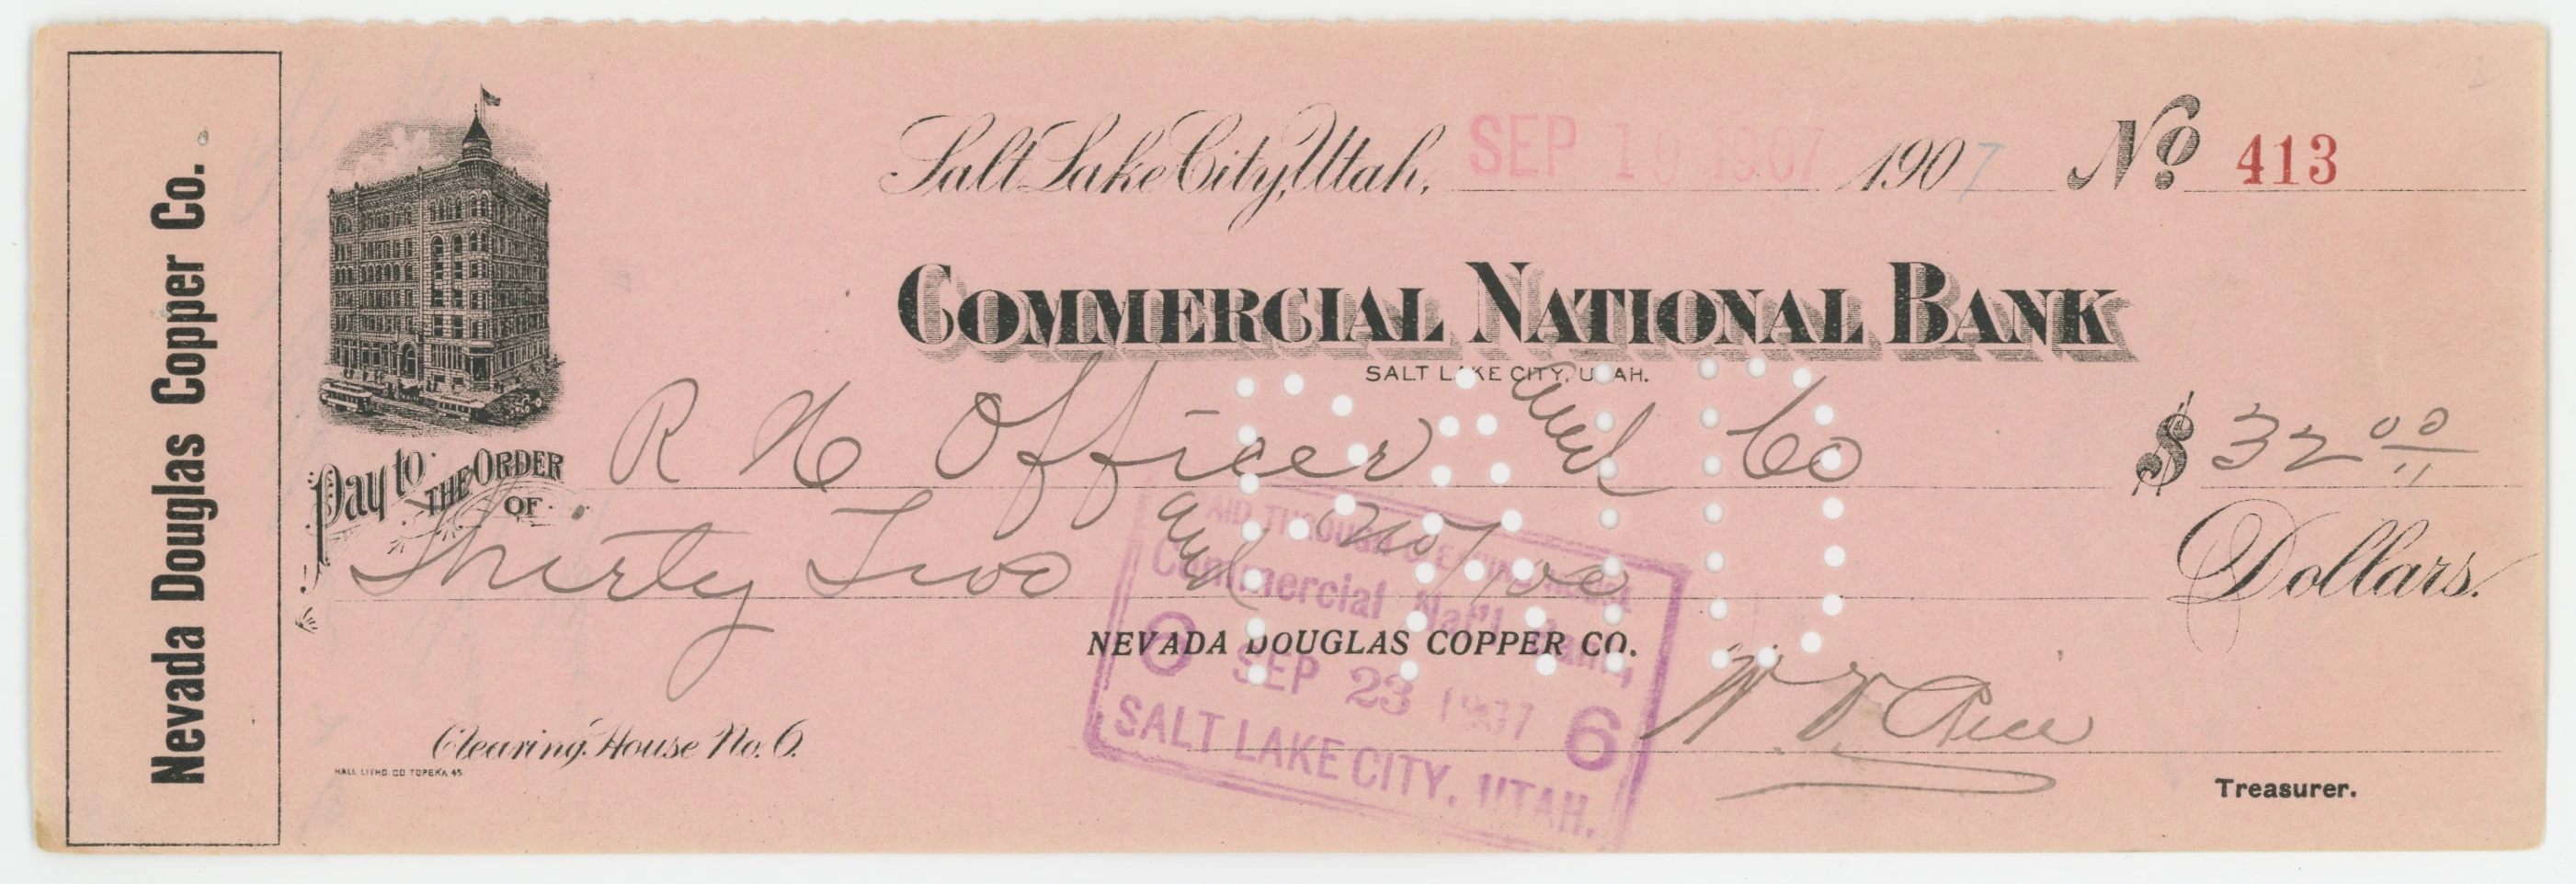 Nevada Douglas Copper Co.
Salt Lake City, Utah, SEP 19 1907 1907 No. 413
COMMERCIAL NATIONAL BANK
SALT LAKE CITY, UTAH.
Pay to THE ORDER OF R H Officer and Co $ 32 00
Thirty Two and no/100 Dollars.
PAID
PAID THROUGH CLEARING HOUSE
Commercial Nat'l Bank,
6 SEP 23 1907 6
SALT LAKE CITY, UTAH.
NEVADA DOUGLAS COPPER CO.
Clearing House No. 6.
HALL LITHO. CO. TOPEKA 45
Treasurer.